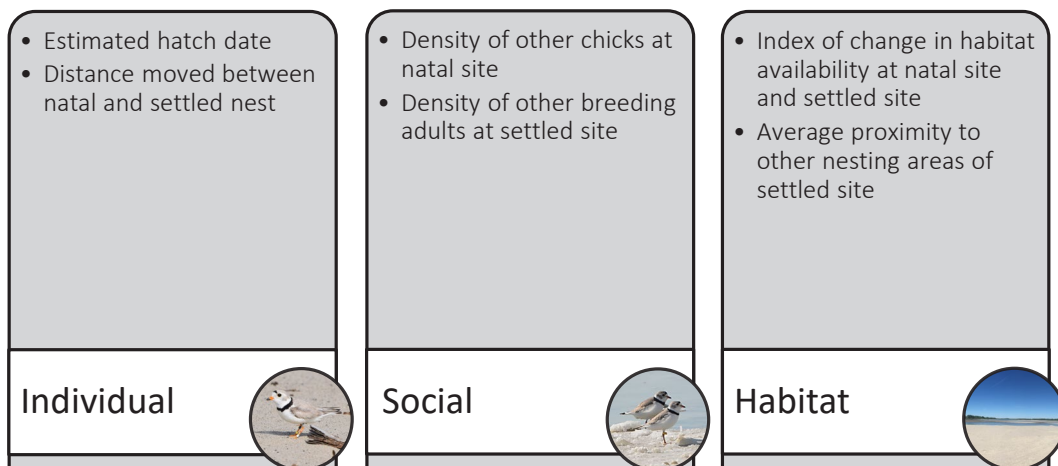 • Estimated hatch date
• Distance moved between
natal and settled nest
Individual
• Density of other chicks at
natal site
• Density of other breeding
adults at settled site
Social
• Index of change in habitat
availability at natal site
and settled site
• Average proximity to
other nesting areas of
settled site
Habitat